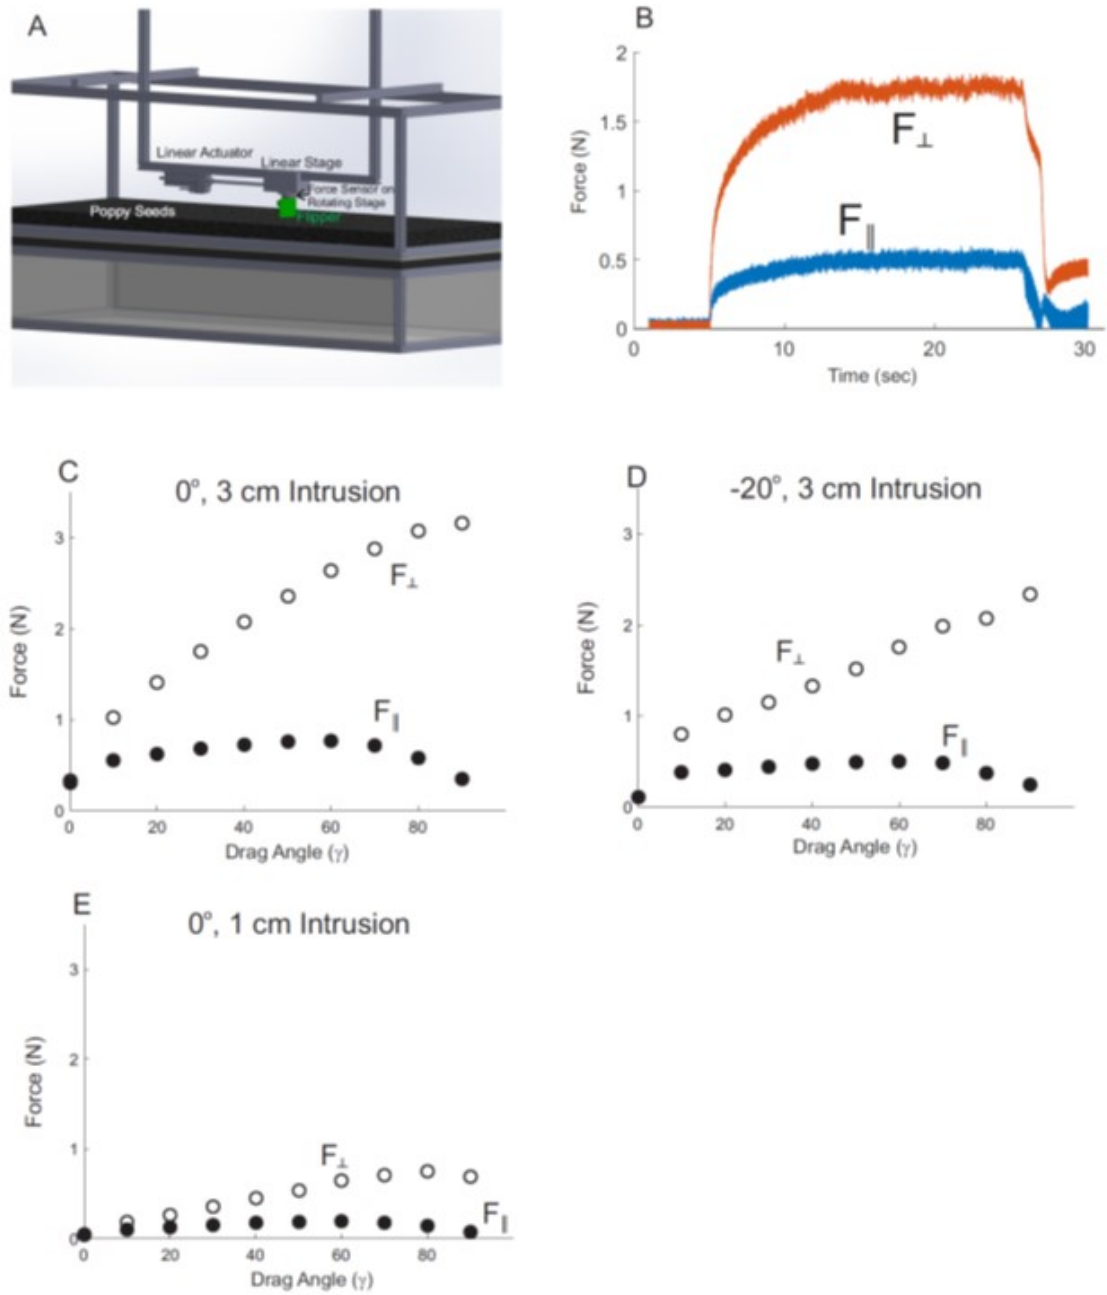 A
Linear Actuator
Linear Stage
Force Sensor on
Rotating Stage
Poppy Seeds
Flipper
B
2
1.5
1
0.5
0
Force (N)
F⊥
F||
0 10 20 30
Time (sec)
C
0°, 3 cm Intrusion
3
2
1
0
Force (N)
F⊥
F||
0 20 40 60 80
Drag Angle (γ)
D
-20°, 3 cm Intrusion
3
2
1
0
Force (N)
F⊥
F||
0 20 40 60 80
Drag Angle (γ)
E
0°, 1 cm Intrusion
3
2
1
0
Force (N)
F⊥
F||
0 20 40 60 80
Drag Angle (γ)